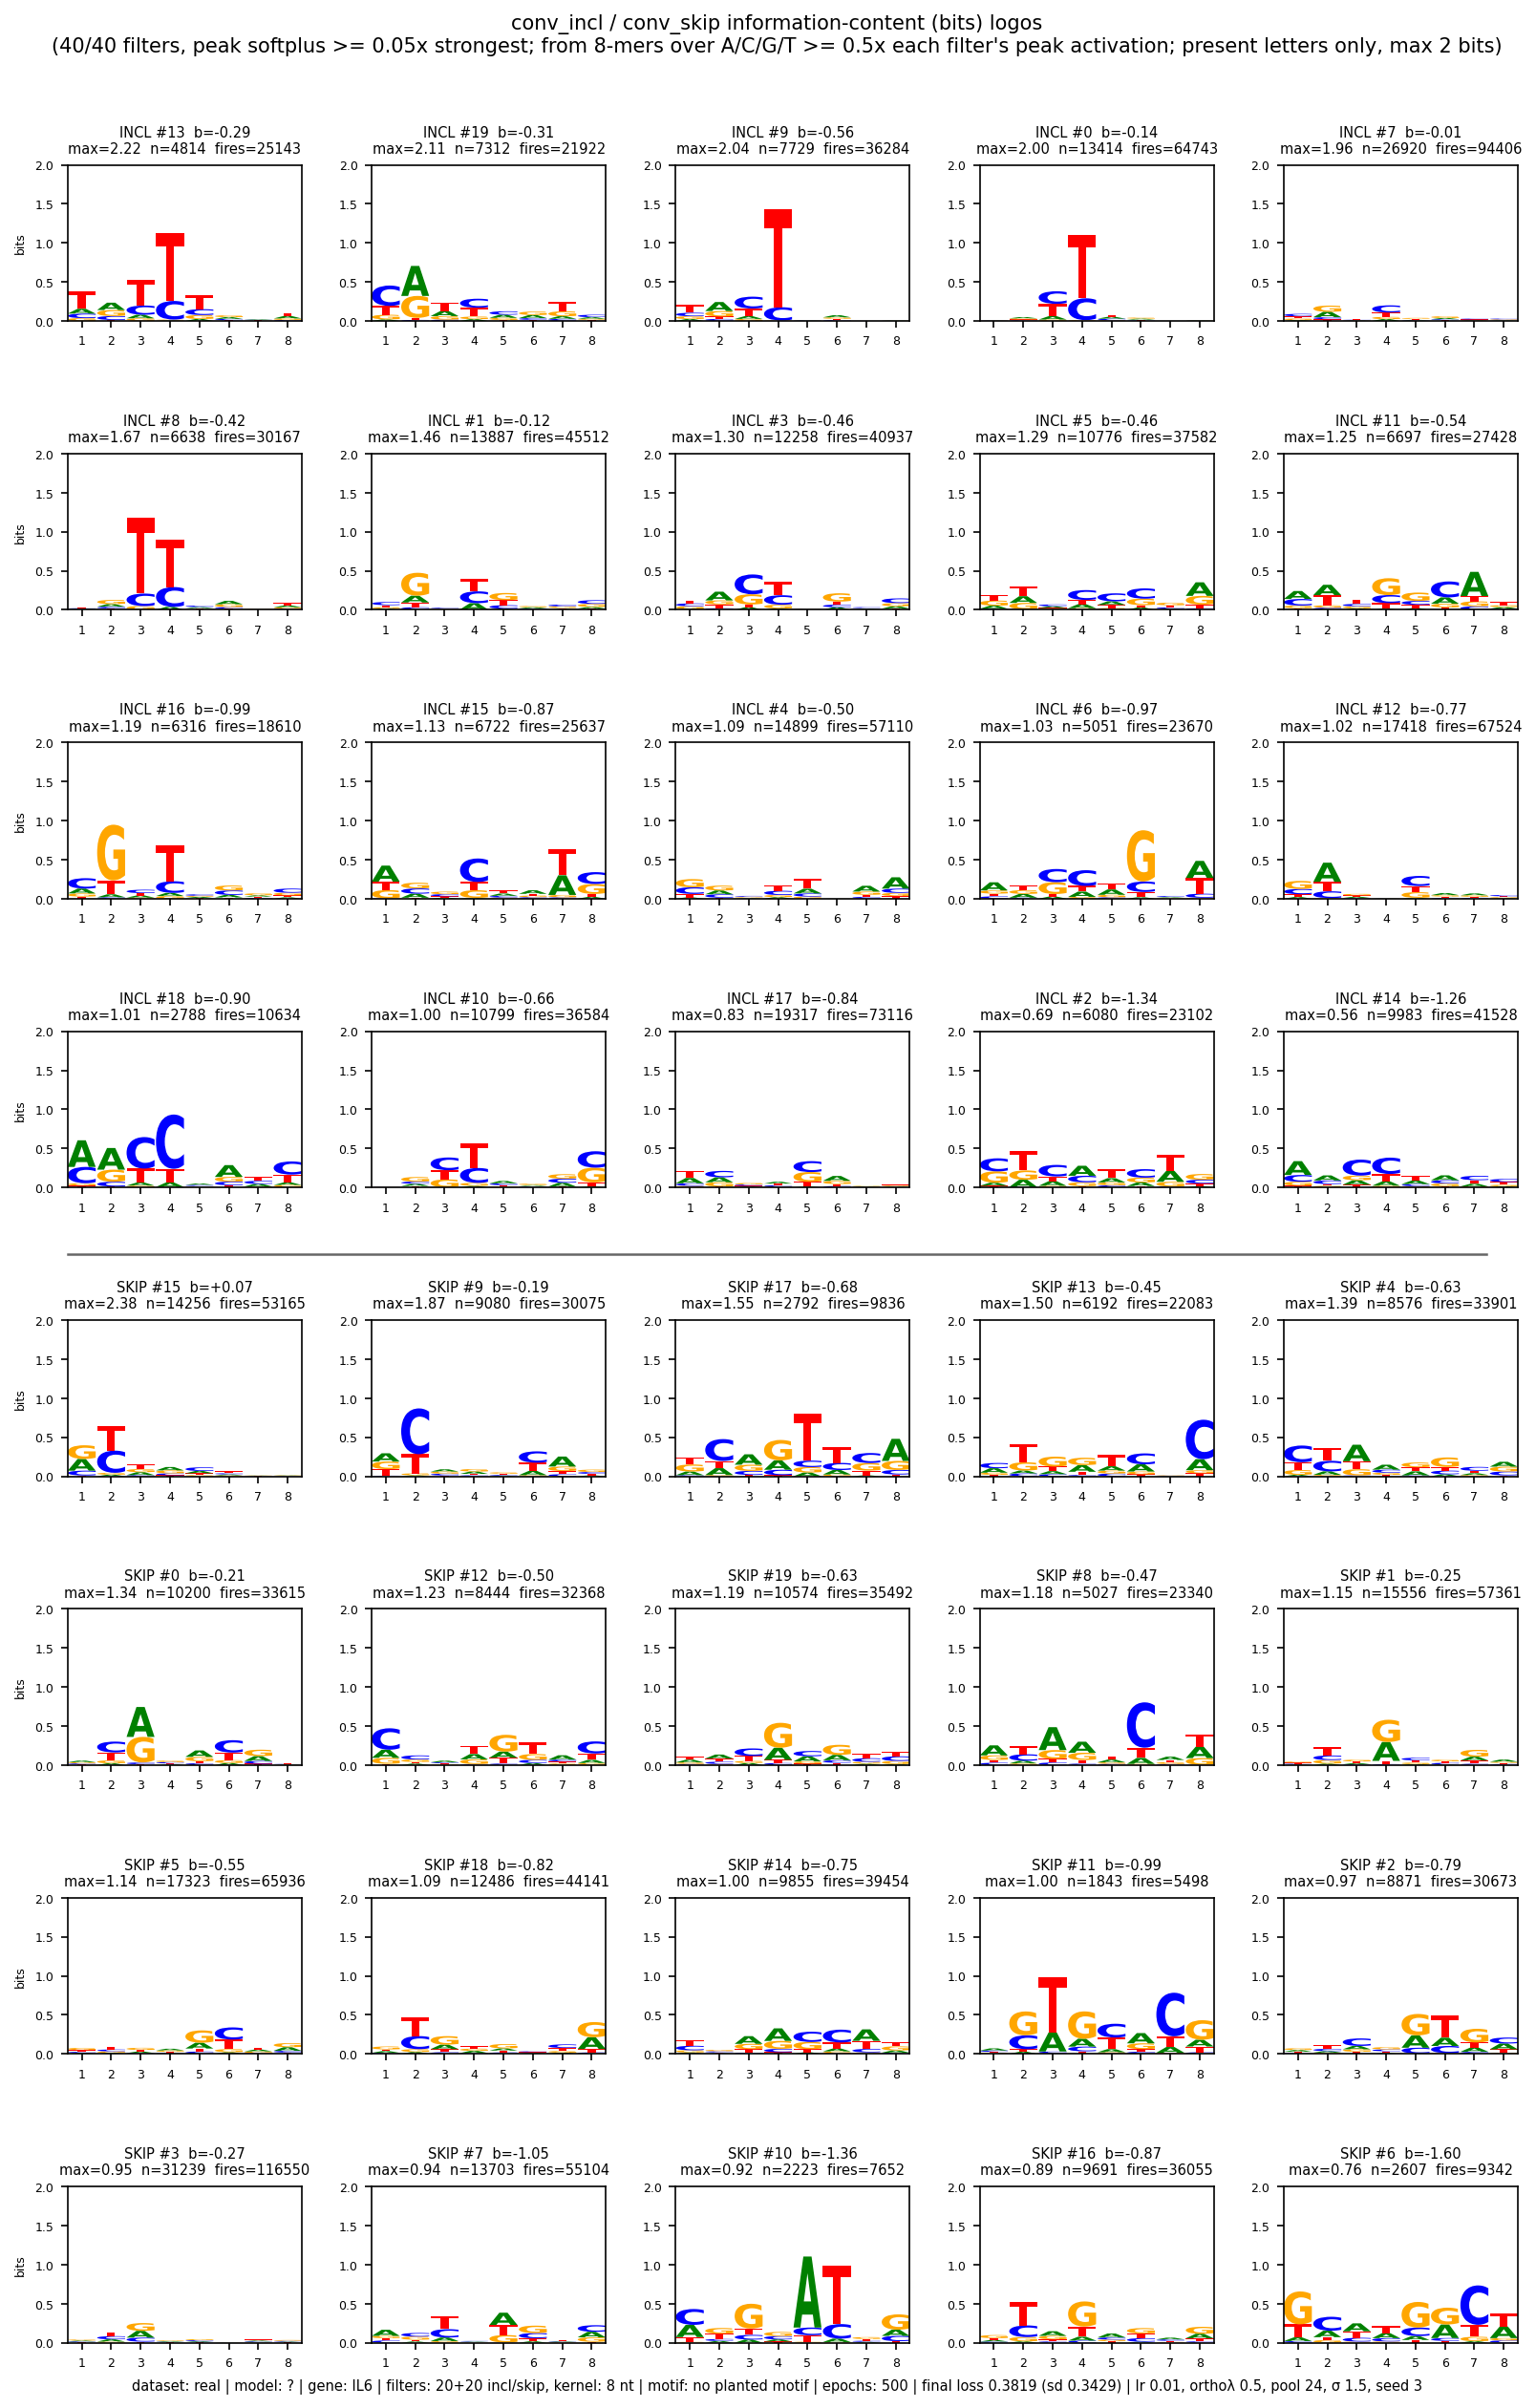 conv_incl / conv_skip information-content (bits) logos
(40/40 filters, peak softplus >= 0.05x strongest; from 8-mers over A/C/G/T >= 0.5x each filter's peak activation; present letters only, max 2 bits)
INCL #13 b=-0.29
max=2.22 n=4814 fires=25143
INCL #19 b=-0.31
max=2.11 n=7312 fires=21922
INCL #9 b=-0.56
max=2.04 n=7729 fires=36284
INCL #0 b=-0.14
max=2.00 n=13414 fires=64743
INCL #7 b=-0.01
max=1.96 n=26920 fires=94406
INCL #8 b=-0.42
max=1.67 n=6638 fires=30167
INCL #1 b=-0.12
max=1.46 n=13887 fires=45512
INCL #3 b=-0.46
max=1.30 n=12258 fires=40937
INCL #5 b=-0.46
max=1.29 n=10776 fires=37582
INCL #11 b=-0.54
max=1.25 n=6697 fires=27428
INCL #16 b=-0.99
max=1.19 n=6316 fires=18610
INCL #15 b=-0.87
max=1.13 n=6722 fires=25637
INCL #4 b=-0.50
max=1.09 n=14899 fires=57110
INCL #6 b=-0.97
max=1.03 n=5051 fires=23670
INCL #12 b=-0.77
max=1.02 n=17418 fires=67524
INCL #18 b=-0.90
max=1.01 n=2788 fires=10634
INCL #10 b=-0.66
max=1.00 n=10799 fires=36584
INCL #17 b=-0.84
max=0.83 n=19317 fires=73116
INCL #2 b=-1.34
max=0.69 n=6080 fires=23102
INCL #14 b=-1.26
max=0.56 n=9983 fires=41528
SKIP #15 b=+0.07
max=2.38 n=14256 fires=53165
SKIP #9 b=-0.19
max=1.87 n=9080 fires=30075
SKIP #17 b=-0.68
max=1.55 n=2792 fires=9836
SKIP #13 b=-0.45
max=1.50 n=6192 fires=22083
SKIP #4 b=-0.63
max=1.39 n=8576 fires=33901
SKIP #0 b=-0.21
max=1.34 n=10200 fires=33615
SKIP #12 b=-0.50
max=1.23 n=8444 fires=32368
SKIP #19 b=-0.63
max=1.19 n=10574 fires=35492
SKIP #8 b=-0.47
max=1.18 n=5027 fires=23340
SKIP #1 b=-0.25
max=1.15 n=15556 fires=57361
SKIP #5 b=-0.55
max=1.14 n=17323 fires=65936
SKIP #18 b=-0.82
max=1.09 n=12486 fires=44141
SKIP #14 b=-0.75
max=1.00 n=9855 fires=39454
SKIP #11 b=-0.99
max=1.00 n=1843 fires=5498
SKIP #2 b=-0.79
max=0.97 n=8871 fires=30673
SKIP #3 b=-0.27
max=0.95 n=31239 fires=116550
SKIP #7 b=-1.05
max=0.94 n=13703 fires=55104
SKIP #10 b=-1.36
max=0.92 n=2223 fires=7652
SKIP #16 b=-0.87
max=0.89 n=9691 fires=36055
SKIP #6 b=-1.60
max=0.76 n=2607 fires=9342
dataset: real | model: ? | gene: IL6 | filters: 20+20 incl/skip, kernel: 8 nt | motif: no planted motif | epochs: 500 | final loss 0.3819 (sd 0.3429) | lr 0.01, orthoλ 0.5, pool 24, σ 1.5, seed 3